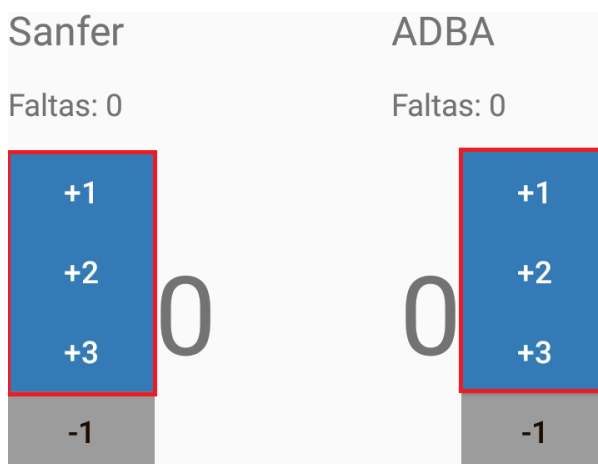 Sanfer ADBA
Faltas: 0 Faltas: 0
+1 +1
+2 +2
0 0
+3 +3
-1 -1